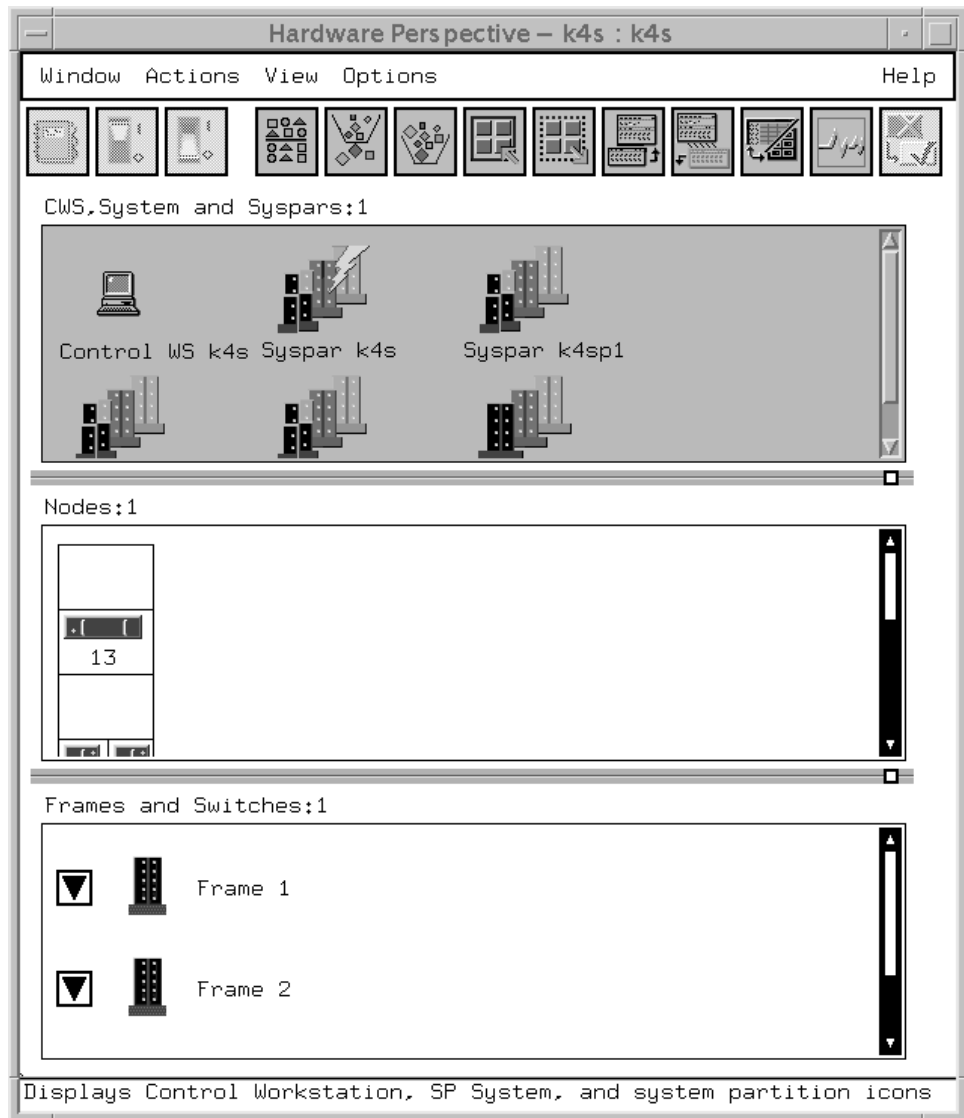 Hardware Perspective – k4s : k4s
Window Actions View Options Help
CWS,System and Syspars:1
Control WS k4s Syspar k4s Syspar k4sp1
Nodes:1
13
Frames and Switches:1
Frame 1
Frame 2
Displays Control Workstation, SP System, and system partition icons